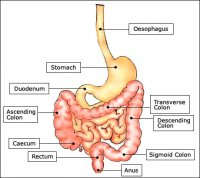 Oesophagus
Stomach
Duodenum
Ascending
Colon
Transverse
Colon
Descending
Colon
Caecum
Rectum
Sigmoid Colon
Anus